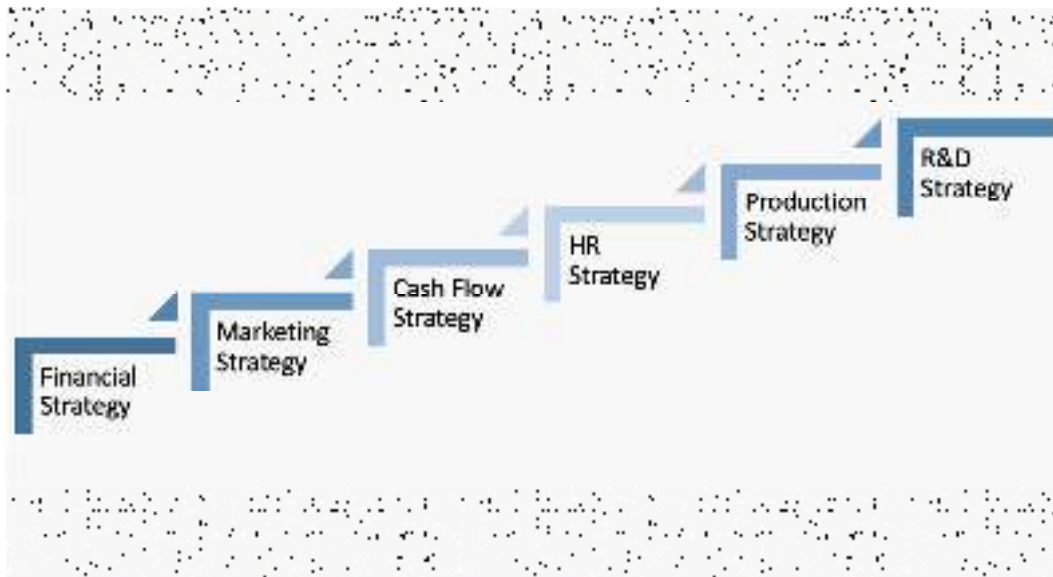 Financial
Strategy
Marketing
Strategy
Cash Flow
Strategy
HR
Strategy
Production
Strategy
R&D
Strategy